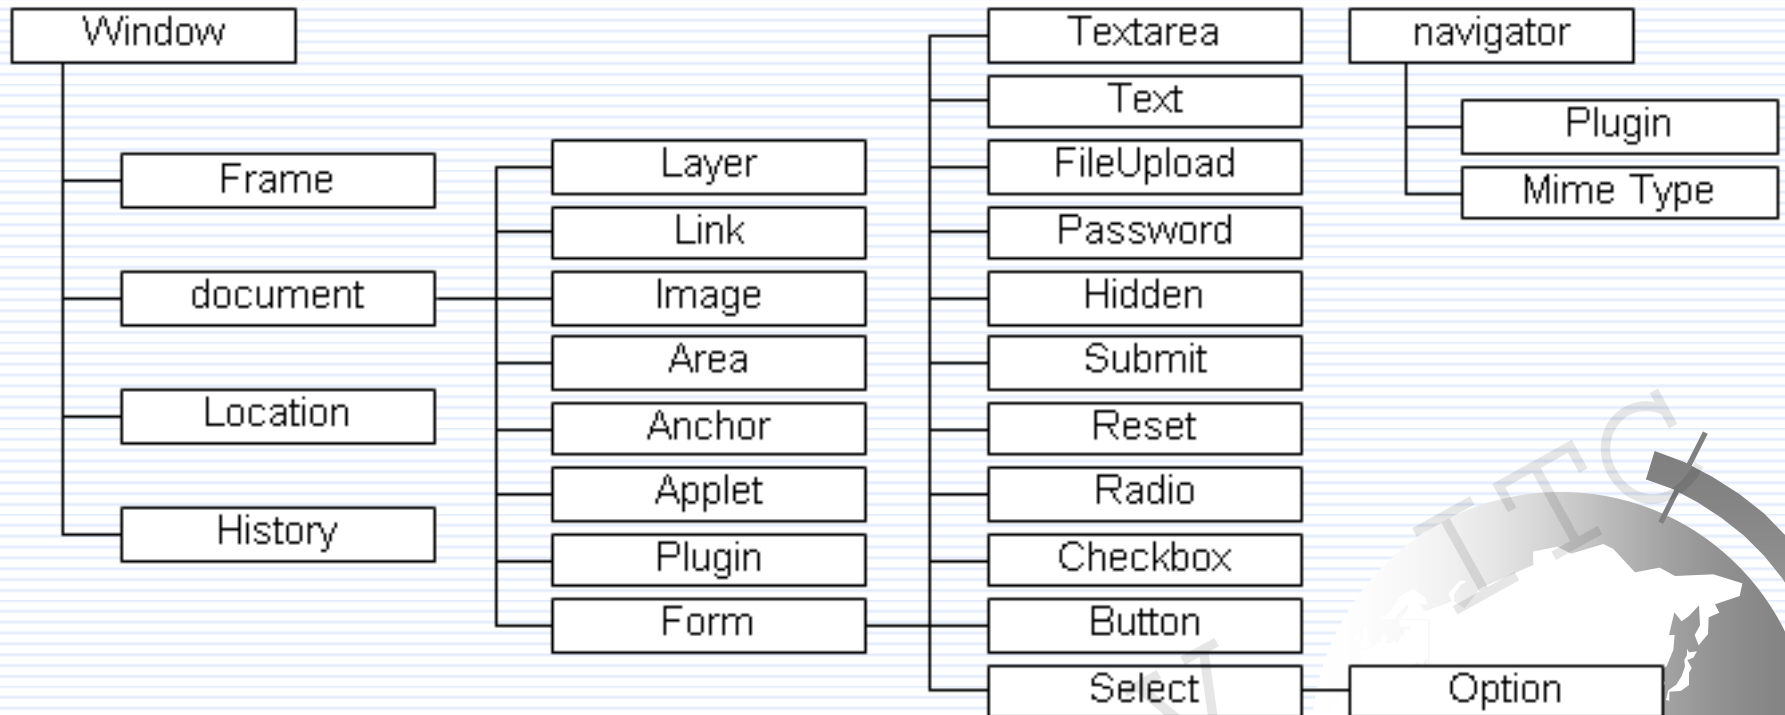 Window
Frame
document
Location
History
Layer
Link
Image
Area
Anchor
Applet
Plugin
Form
Textarea
Text
FileUpload
Password
Hidden
Submit
Reset
Radio
Checkbox
Button
Select
Option
navigator
Plugin
Mime Type